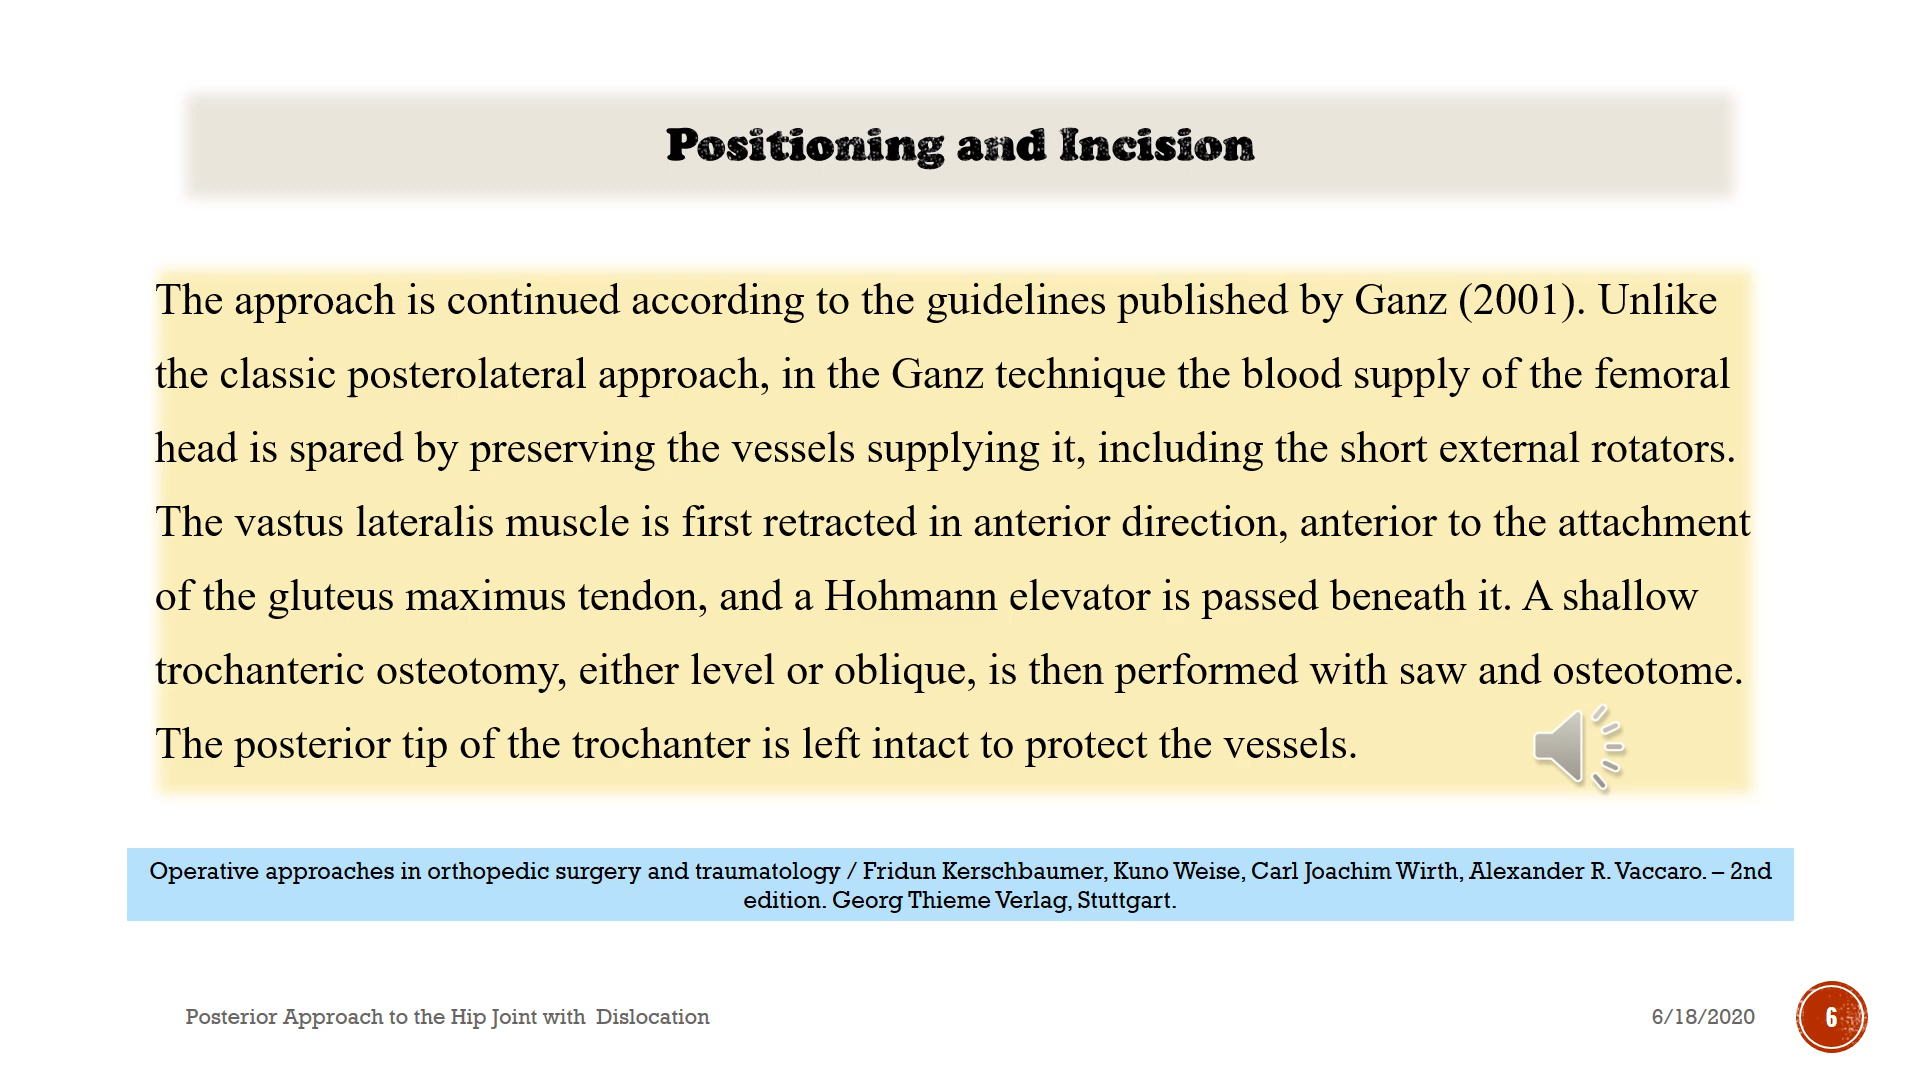 Positioning and Incision
The approach is continued according to the guidelines published by Ganz (2001). Unlike
the classic posterolateral approach, in the Ganz technique the blood supply of the femoral
head is spared by preserving the vessels supplying it, including the short external rotators.
The vastus lateralis muscle is first retracted in anterior direction, anterior to the attachment
of the gluteus maximus tendon, and a Hohmann elevator is passed beneath it. A shallow
trochanteric osteotomy, either level or oblique, is then performed with saw and osteotome.
The posterior tip of the trochanter is left intact to protect the vessels.
Operative approaches in orthopedic surgery and traumatology / Fridun Kerschbaumer, Kuno Weise, Carl Joachim Wirth, Alexander R. Vaccaro. – 2nd
edition. Georg Thieme Verlag, Stuttgart.
Posterior Approach to the Hip Joint with Dislocation
6/18/2020
6